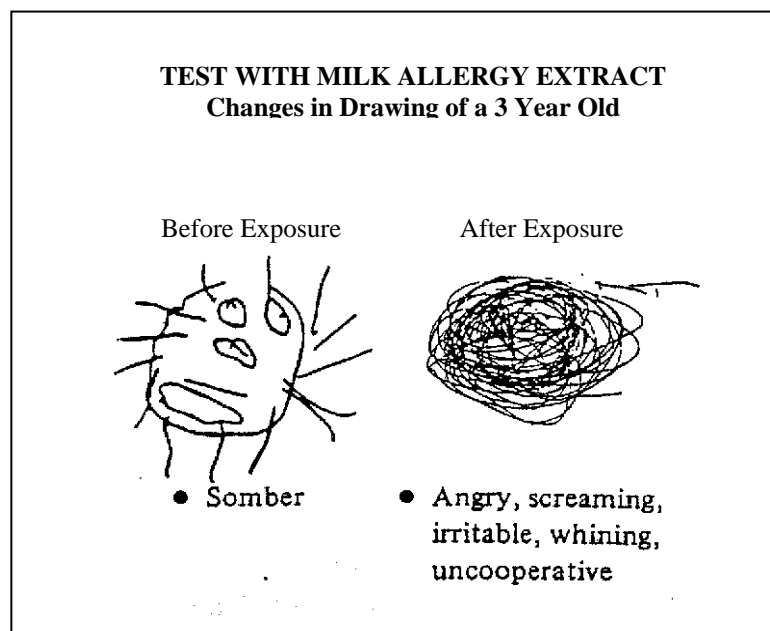 TEST WITH MILK ALLERGY EXTRACT
Changes in Drawing of a 3 Year Old
Before Exposure
After Exposure
● Somber
● Angry, screaming,
irritable, whining,
uncooperative